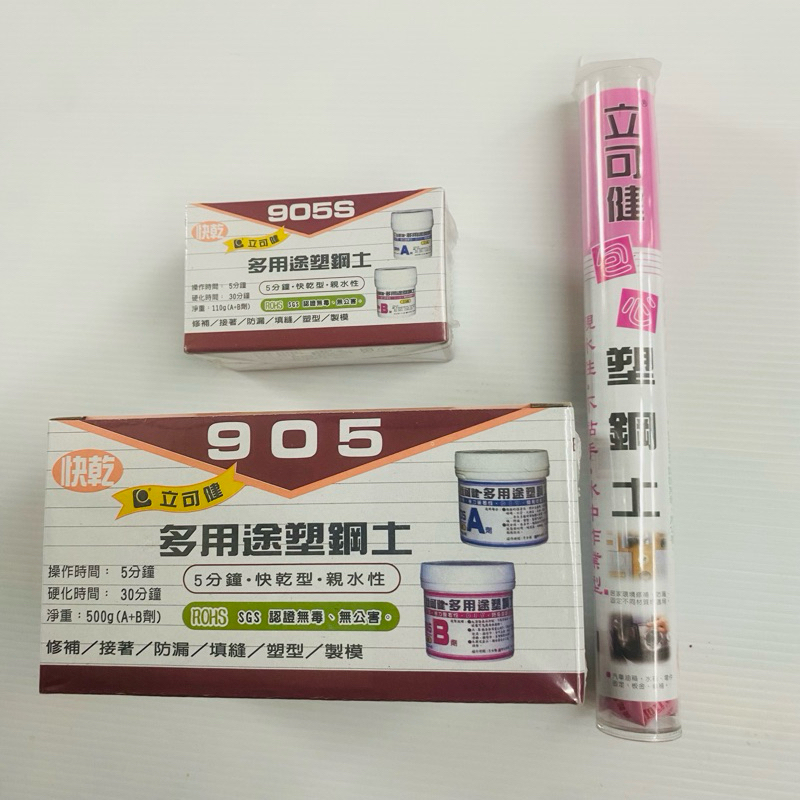 905S
快乾
立可健
多用途塑鋼土
操作時間: 5分鐘
硬化時間: 30分鐘
淨重: 110g(A+B劑)
5分鐘·快乾型·親水性
ROHS SGS 認證無毒、無公害。
修補/接著/防漏/填縫/塑型/製模
A
B
905
快乾
立可健
多用途塑鋼土
操作時間: 5分鐘
硬化時間: 30分鐘
淨重: 500g(A+B劑)
5分鐘·快乾型·親水性
ROHS SGS 認證無毒、無公害。
修補/接著/防漏/填縫/塑型/製模
多用途塑鋼
A劑
多用途塑鋼
B劑
立可健
同心
塑鋼土